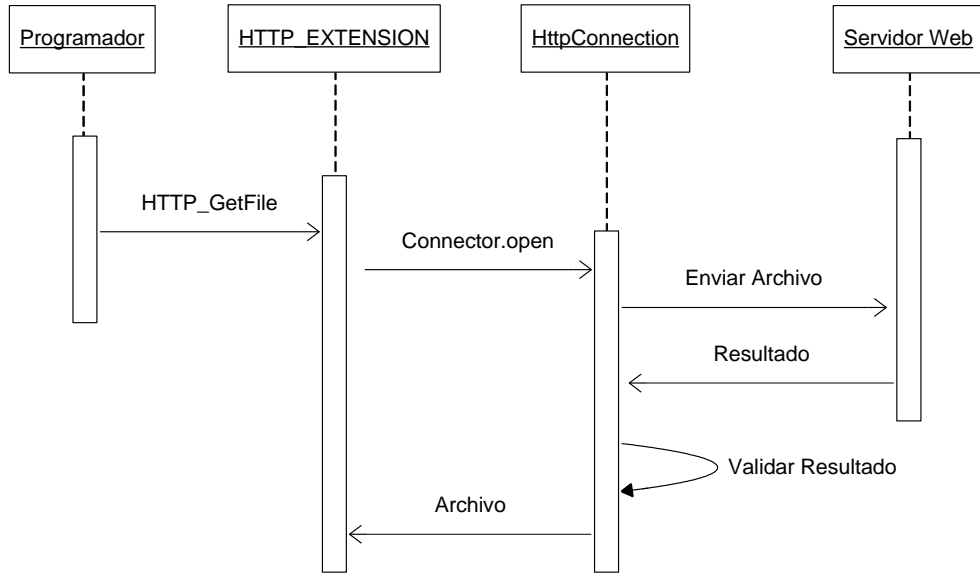 Programador
HTTP_EXTENSION
HttpConnection
Servidor Web
HTTP_GetFile
Connector.open
Enviar Archivo
Resultado
Validar Resultado
Archivo